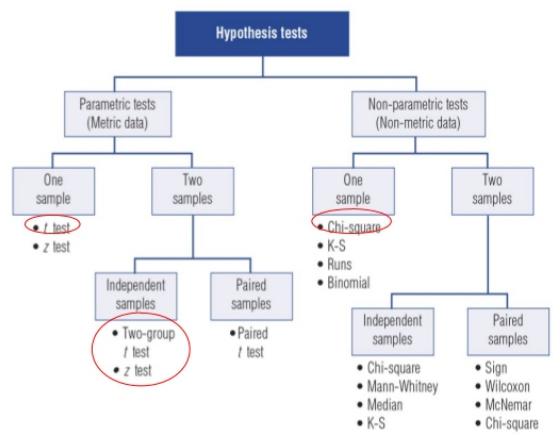 Hypothesis tests
Parametric tests
(Metric data)
Non-parametric tests
(Non-metric data)
One
sample
Two
samples
One
sample
Two
samples
• t test
• z test
• Chi-square
• K-S
• Runs
• Binomial
Independent
samples
Paired
samples
• Two-group
t test
• z test
• Paired
t test
Independent
samples
Paired
samples
• Chi-square
• Mann-Whitney
• Median
• K-S
• Sign
• Wilcoxon
• McNemar
• Chi-square